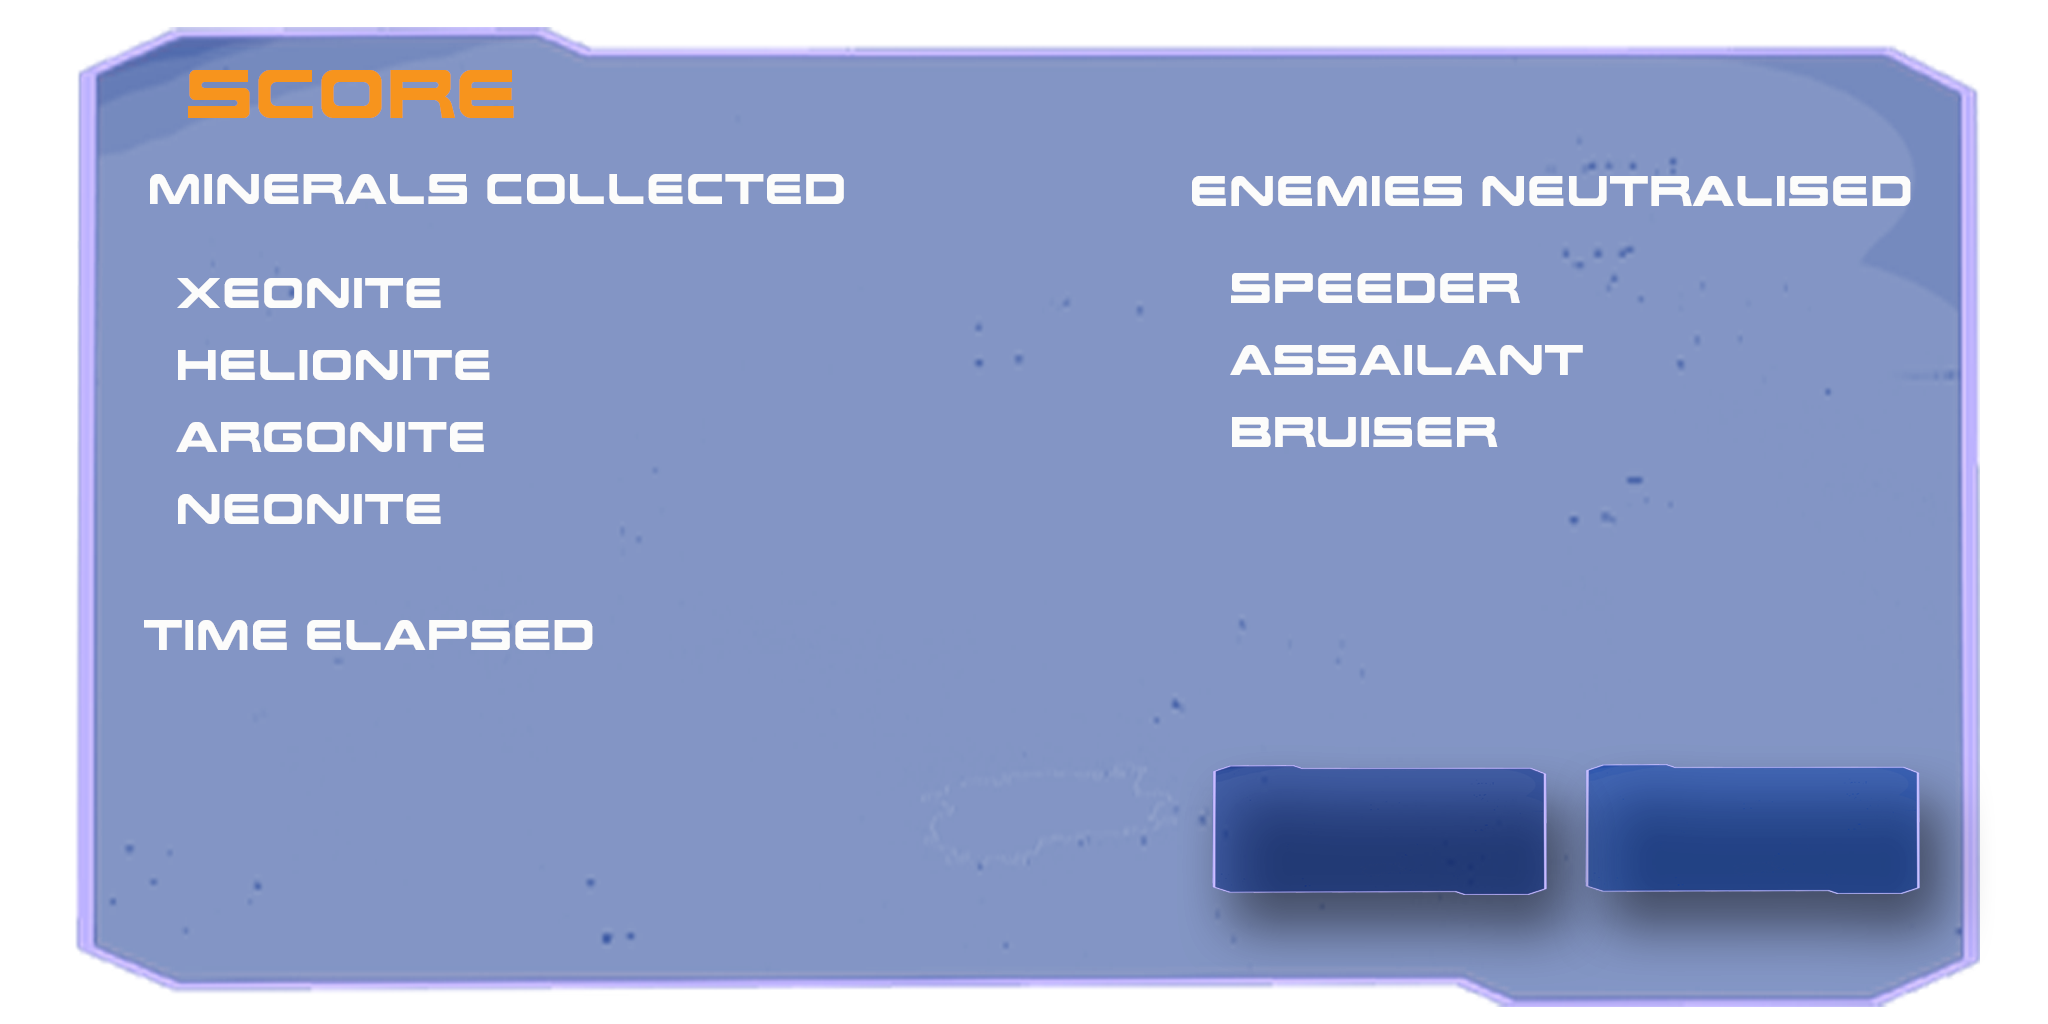 SCORE
MINERALS COLLECTED
XEONITE
HELIONITE
ARGONITE
NEONITE
TIME ELAPSED
ENEMIES NEUTRALISED
SPEEDER
ASSAILANT
BRUISER